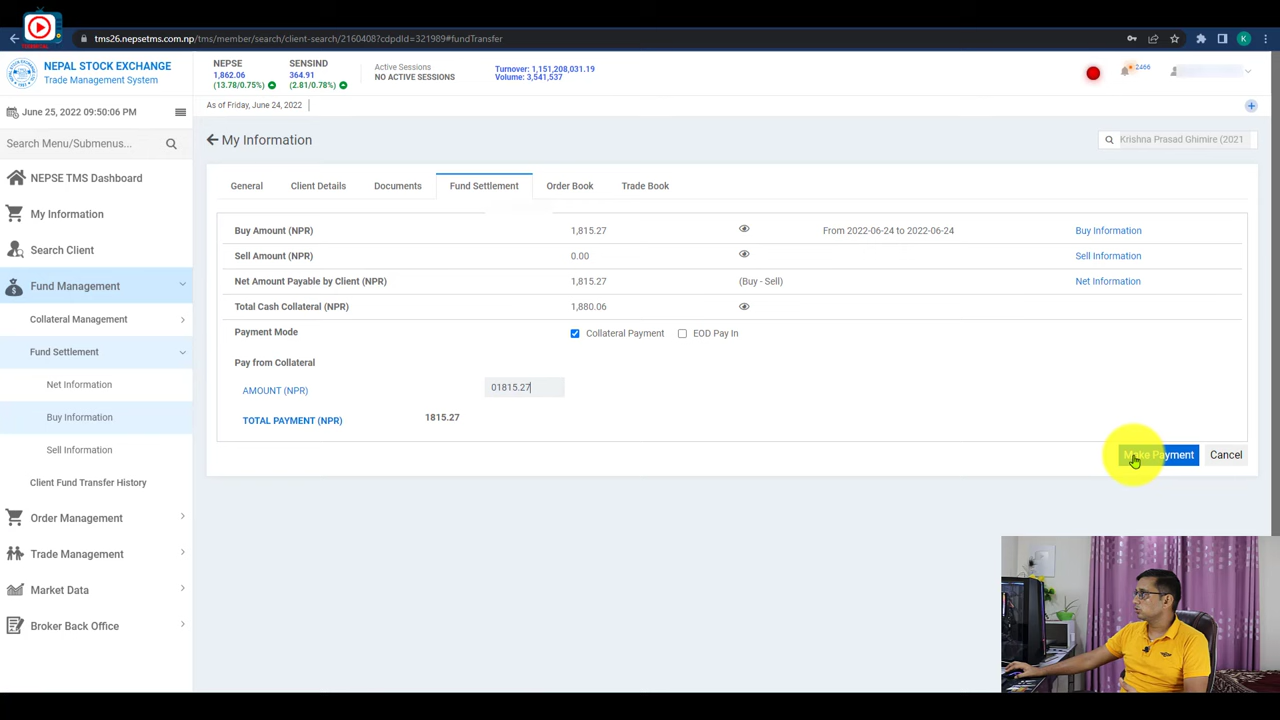 tms26.nepsetms.com.np/tms/member/search/client-search/2160408?cdpdId=321989#fundTransfer
K
NEPAL STOCK EXCHANGE
Trade Management System
NEPSE
1,862.06
(13.78/0.75%)
SENSIND
364.91
(2.81/0.78%)
Active Sessions
NO ACTIVE SESSIONS
Turnover: 1,151,208,031.19
Volume: 3,541,537
2466
June 25, 2022 09:50:06 PM
As of Friday, June 24, 2022
Search Menu/Submenus...
My Information
Krishna Prasad Ghimire (2021
NEPSE TMS Dashboard
My Information
Search Client
Fund Management
Collateral Management
Fund Settlement
Net Information
Buy Information
Sell Information
Client Fund Transfer History
Order Management
Trade Management
Market Data
Broker Back Office
General
Client Details
Documents
Fund Settlement
Order Book
Trade Book
Buy Amount (NPR) 1,815.27 From 2022-06-24 to 2022-06-24 Buy Information
Sell Amount (NPR) 0.00 Sell Information
Net Amount Payable by Client (NPR) 1,815.27 (Buy - Sell) Net Information
Total Cash Collateral (NPR) 1,880.06
Payment Mode Collateral Payment EOD Pay In
Pay from Collateral
AMOUNT (NPR) 01815.27
TOTAL PAYMENT (NPR) 1815.27
Make Payment Cancel